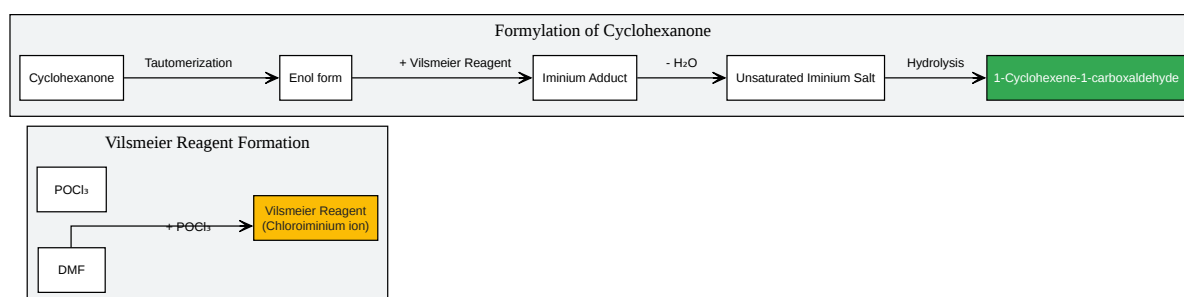 Formylation of Cyclohexanone
Cyclohexanone
Tautomerization
Enol form
+ Vilsmeier Reagent
Iminium Adduct
- H₂O
Unsaturated Iminium Salt
Hydrolysis
1-Cyclohexene-1-carboxaldehyde
Vilsmeier Reagent Formation
POCl₃
+ POCl₃
Vilsmeier Reagent
(Chloroiminium ion)
DMF